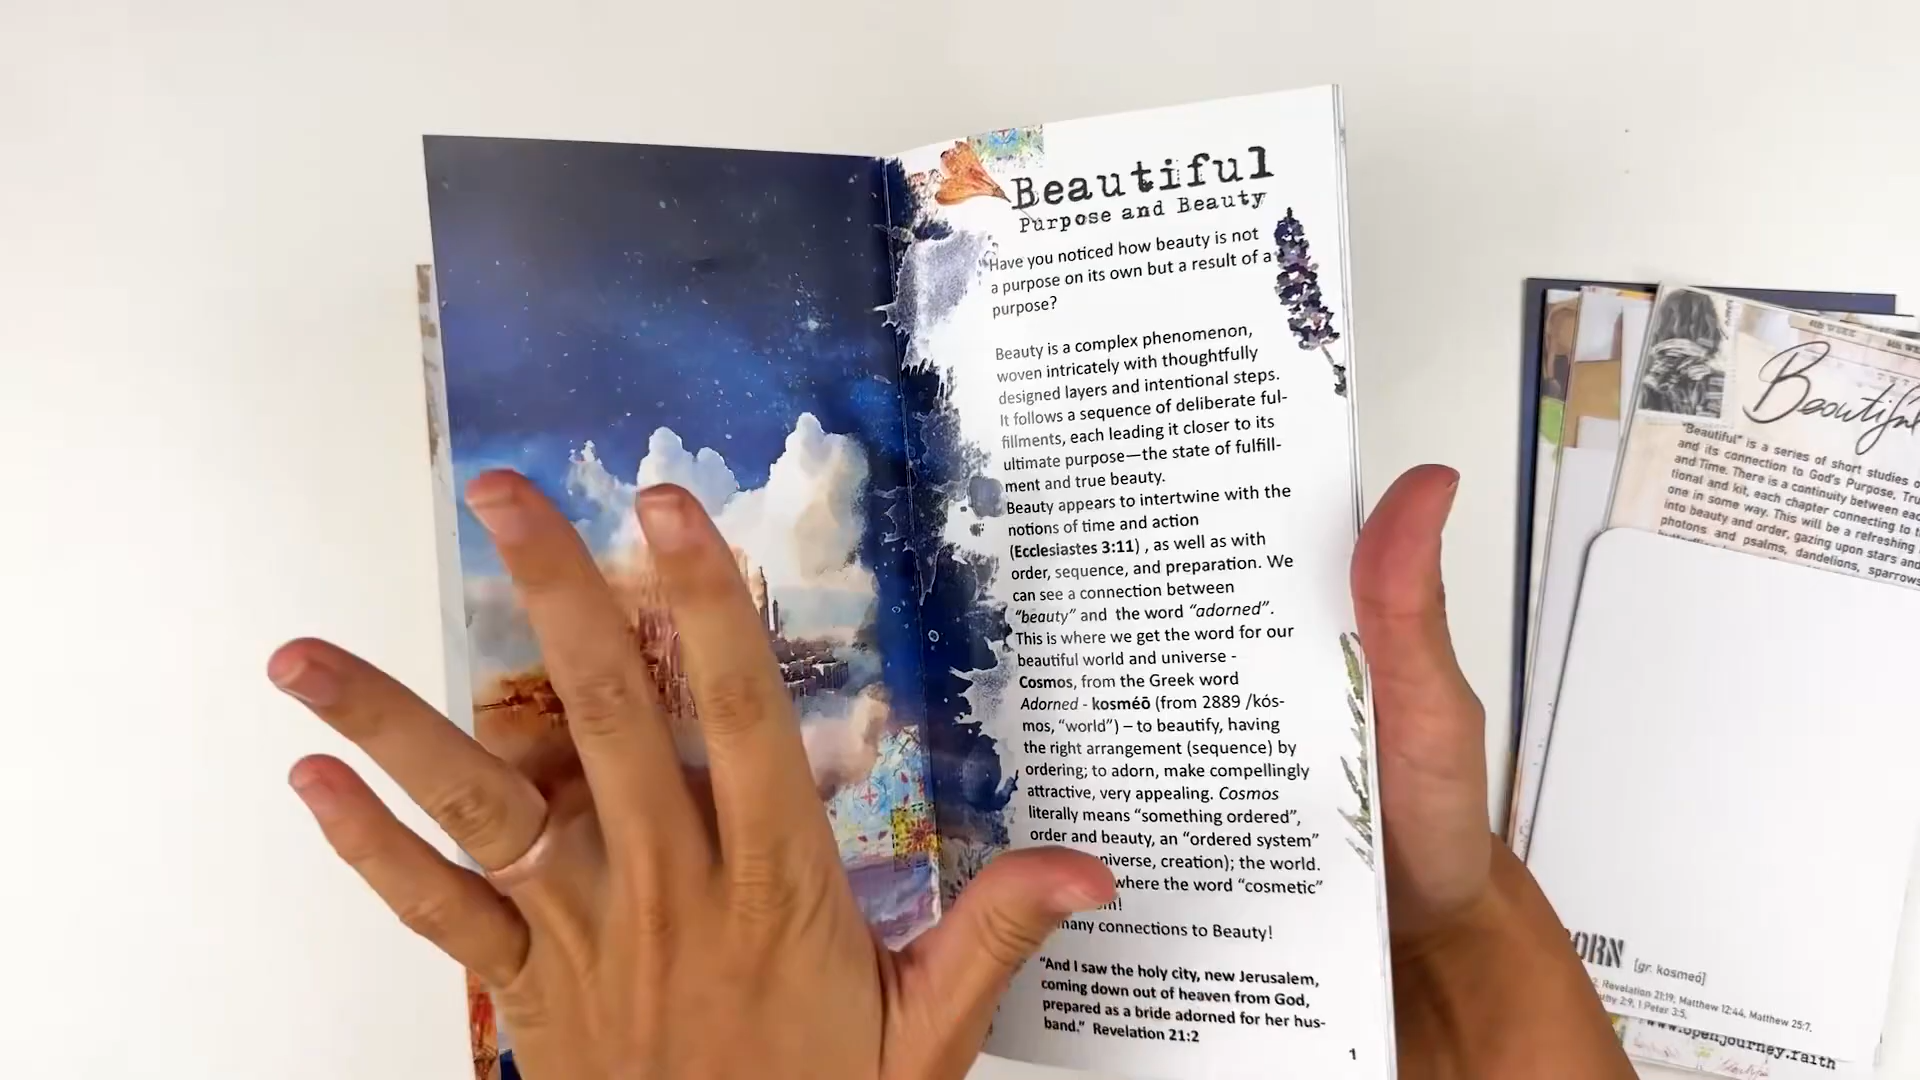 Beautiful
Purpose and Beauty
Have you noticed how beauty is not
a purpose on its own but a result of a
purpose?
Beauty is a complex phenomenon,
woven intricately with thoughtfully
designed layers and intentional steps.
It follows a sequence of deliberate ful-
fillments, each leading it closer to its
ultimate purpose—the state of fulfill-
ment and true beauty.
Beauty appears to intertwine with the
notions of time and action
(Ecclesiastes 3:11) , as well as with
order, sequence, and preparation. We
can see a connection between
"beauty" and the word "adorned".
This is where we get the word for our
beautiful world and universe -
Cosmos, from the Greek word
Adorned - kosméō (from 2889 /kós-
mos, "world") – to beautify, having
the right arrangement (sequence) by
ordering; to adorn, make compellingly
attractive, very appealing. Cosmos
literally means "something ordered",
order and beauty, an "ordered system"
creation); the world.
where the word "cosmetic"
many connections to Beauty!
"And I saw the holy city, new Jerusalem,
coming down out of heaven from God,
prepared as a bride adorned for her hus-
band." Revelation 21:2
1
Beautiful
"Beautiful" is a series of short studies
and its connection to God's Purpose,
and Time. There is a continuity between
and kit, each chapter connecting to
one in some way. This will be a refreshing
into beauty and order, gazing upon stars
photons, and psalms, dandelions, sparrows
[gr. kosmeó]
Revelation 21:19; Matthew 12:44, Matthew 25:7,
2:9, 1 Peter 3:5,
www.openjourney.faith